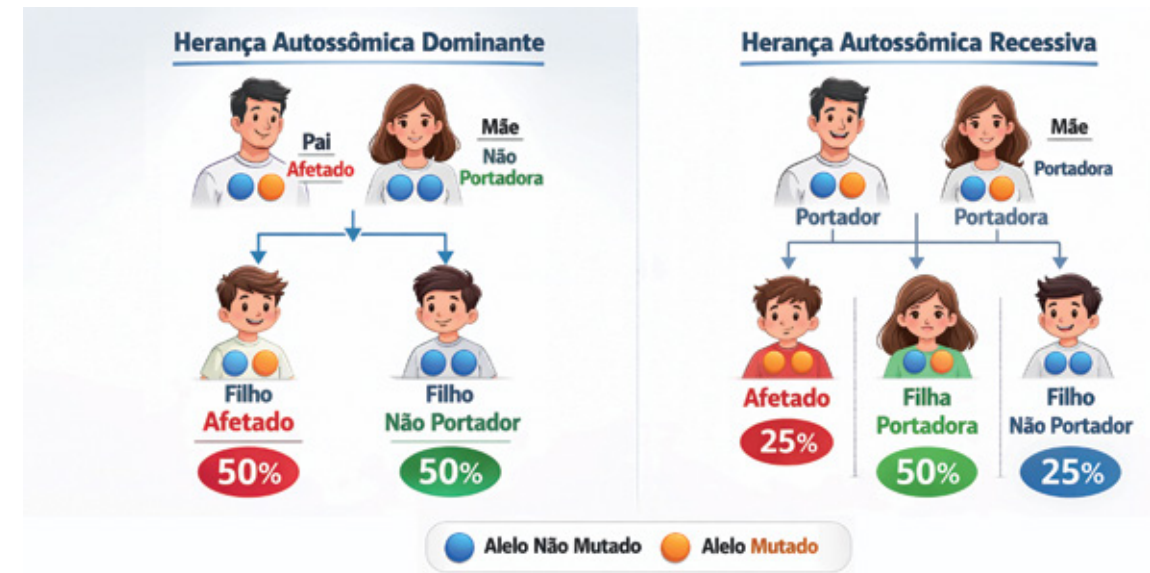 Herança Autossômica Dominante
Pai
Afetado
Mãe
Não
Portadora
Filho
Afetado
50%
Filho
Não Portador
50%
Herança Autossômica Recessiva
Mãe
Portadora
Portador
Portadora
Afetado
25%
Filha
Portadora
50%
Filho
Não Portador
25%
Alelo Não Mutado
Alelo Mutado